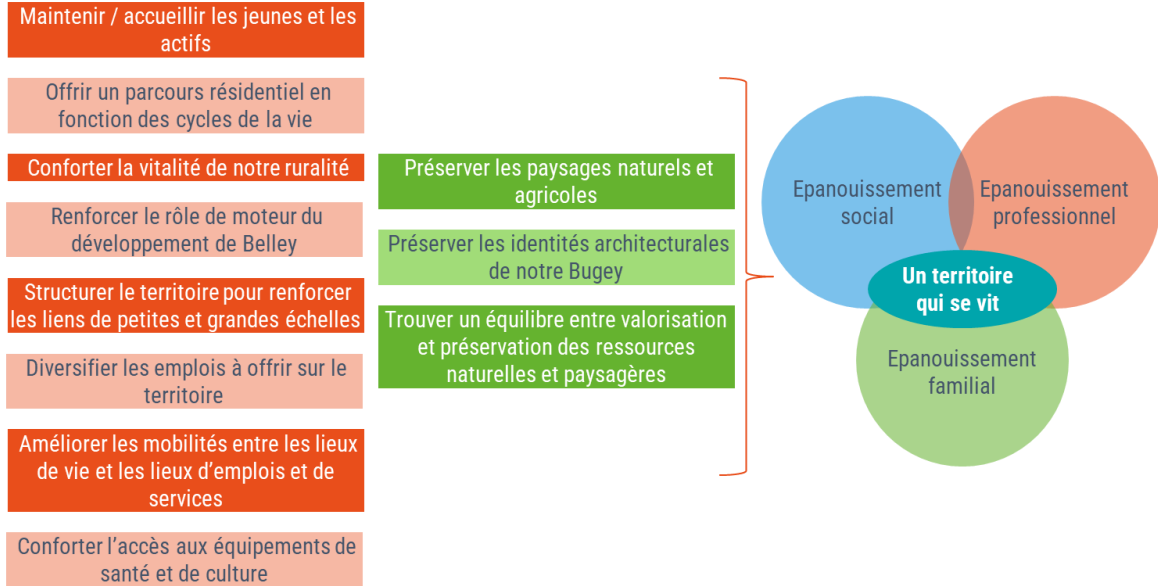 Maintenir / accueillir les jeunes et les
actifs
Offrir un parcours résidentiel en
fonction des cycles de la vie
Conforter la vitalité de notre ruralité
Renforcer le rôle de moteur du
développement de Belley
Structurer le territoire pour renforcer
les liens de petites et grandes échelles
Diversifier les emplois à offrir sur le
territoire
Améliorer les mobilités entre les lieux
de vie et les lieux d’emplois et de
services
Conforter l’accès aux équipements de
santé et de culture
Préserver les paysages naturels et
agricoles
Préserver les identités architecturales
de notre Bugey
Trouver un équilibre entre valorisation
et préservation des ressources
naturelles et paysagères
Epanouissement
social
Epanouissement
professionnel
Un territoire
qui se vit
Epanouissement
familial